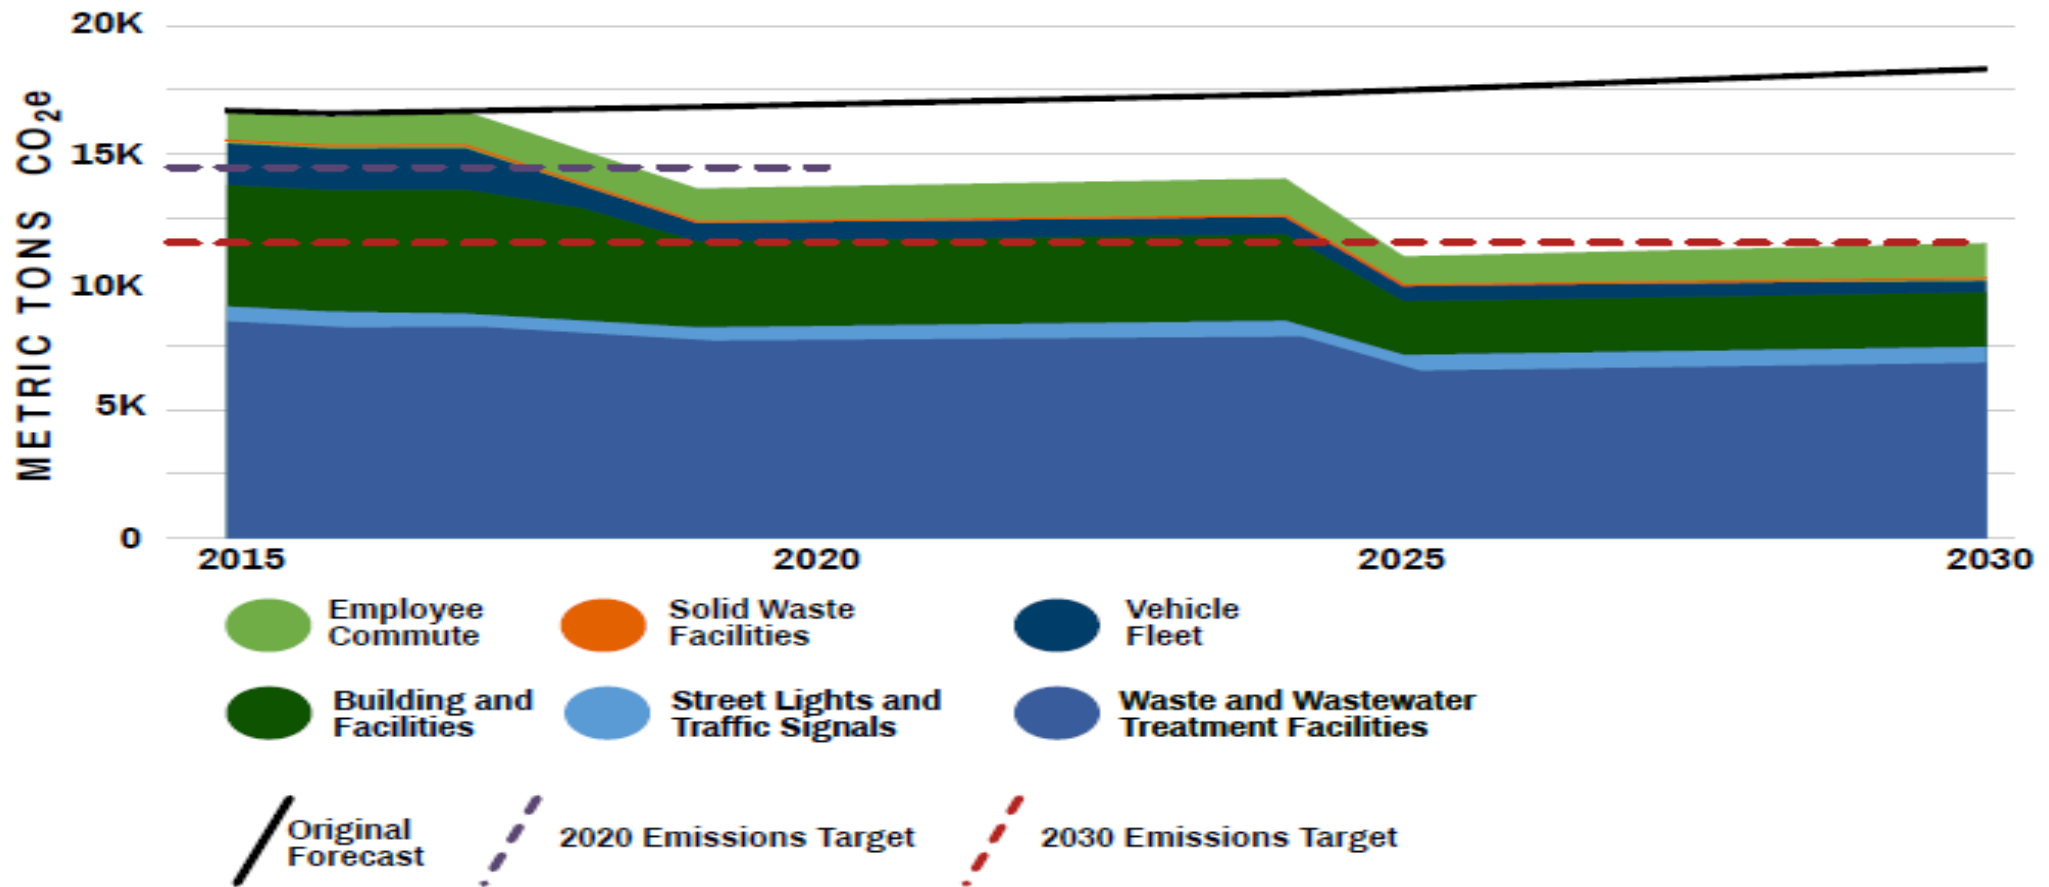 20K
15K
10K
5K
0
METRIC TONS CO₂e
2015 2020 2025 2030
Employee
Commute
Solid Waste
Facilities
Vehicle
Fleet
Building and
Facilities
Street Lights and
Traffic Signals
Waste and Wastewater
Treatment Facilities
Original
Forecast
2020 Emissions Target
2030 Emissions Target